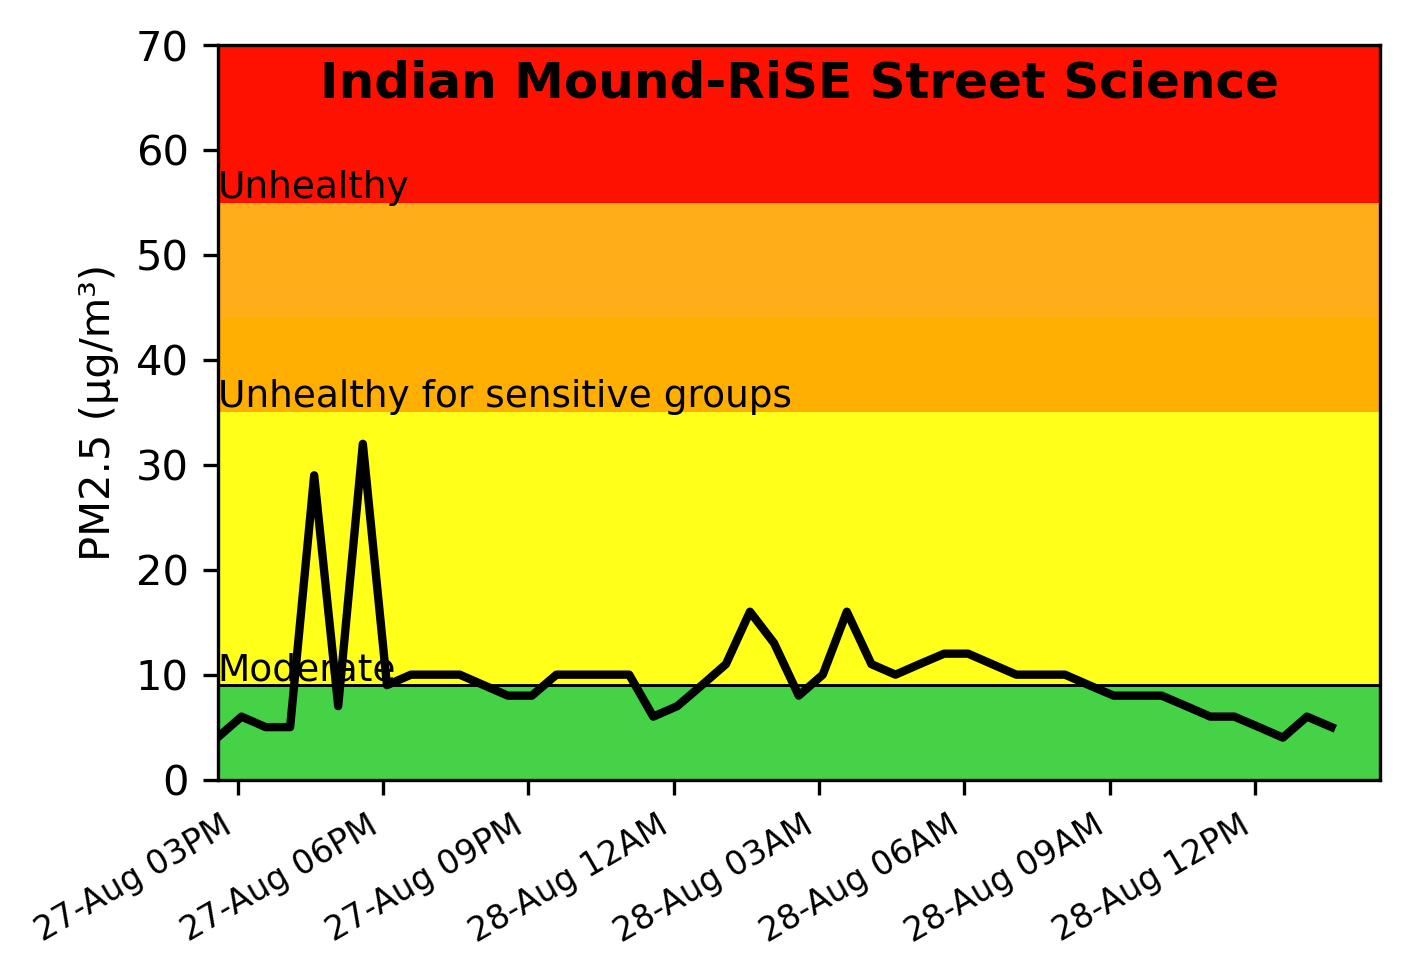 Indian Mound-RiSE Street Science
PM2.5 (µg/m³)
70
60
50
40
30
20
10
0
Unhealthy
Unhealthy for sensitive groups
Moderate
27-Aug 03PM
27-Aug 06PM
27-Aug 09PM
28-Aug 12AM
28-Aug 03AM
28-Aug 06AM
28-Aug 09AM
28-Aug 12PM